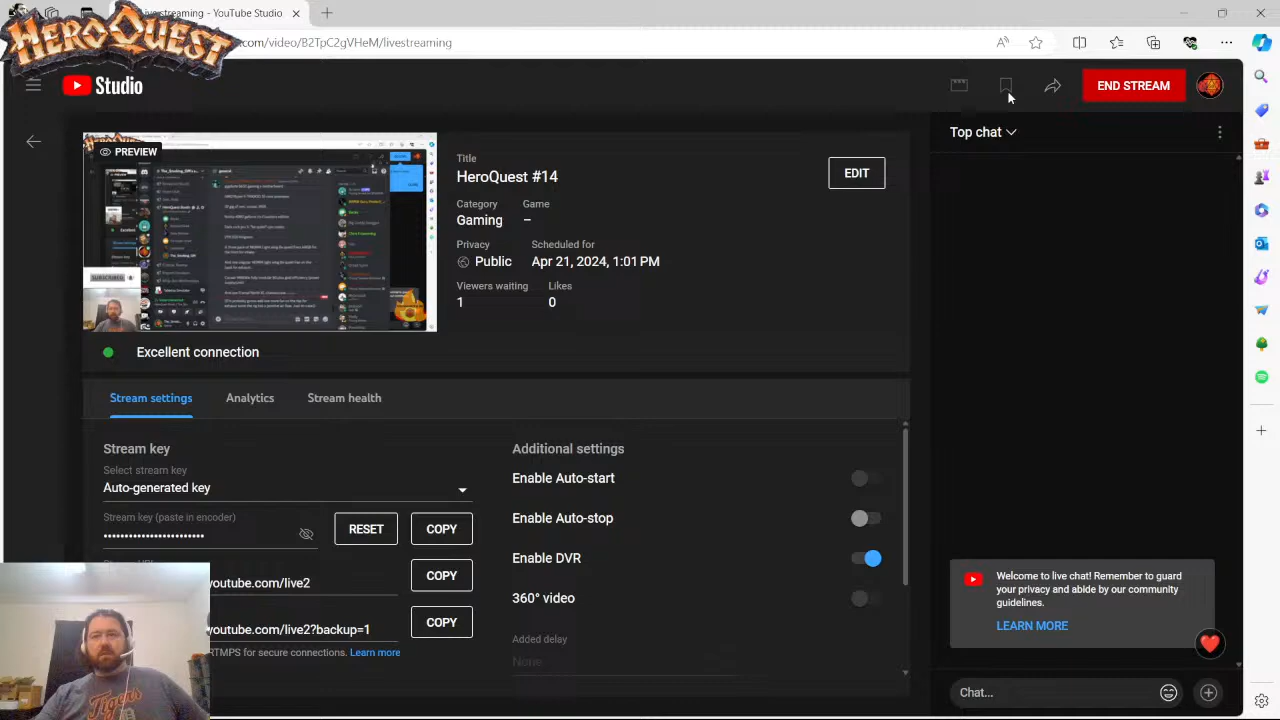 Live streaming - YouTube Studio
HEROQUEST
.com/video/B2TpC2gVHeM/livestreaming
Studio
END STREAM
PREVIEW
Title
HeroQuest #14
EDIT
Category
Game
Gaming
–
Privacy
Scheduled for
Public
Apr 21, 2024, 1:01 PM
Viewers waiting
Likes
1
0
SUBSCRIBED
Excellent connection
Top chat
Stream settings
Analytics
Stream health
Stream key
Select stream key
Auto-generated key
Stream key (paste in encoder)
RESET
COPY
youtube.com/live2
COPY
youtube.com/live2?backup=1
COPY
RTMPS for secure connections. Learn more
Additional settings
Enable Auto-start
Enable Auto-stop
Enable DVR
360° video
Added delay
None
Welcome to live chat! Remember to guard
your privacy and abide by our community
guidelines.
LEARN MORE
Chat...
Tigers